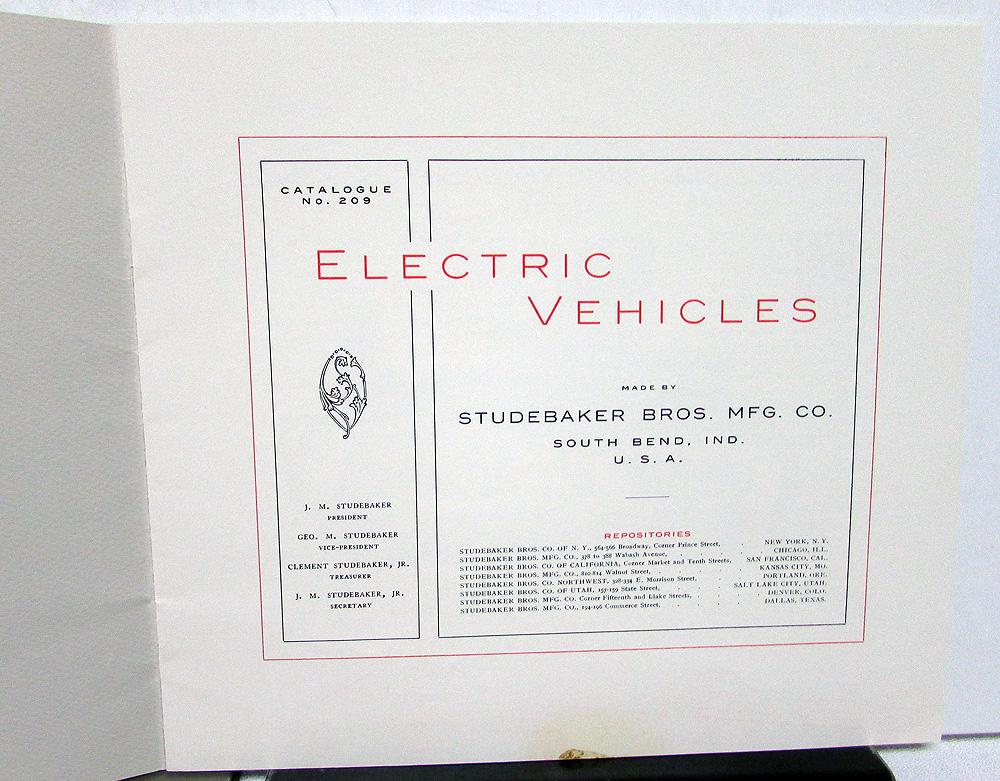 CATALOGUE
No. 209
ELECTRIC
VEHICLES
J. M. STUDEBAKER
PRESIDENT
GEO. M. STUDEBAKER
VICE-PRESIDENT
CLEMENT STUDEBAKER, JR.
TREASURER
J. M. STUDEBAKER, JR.
SECRETARY
MADE BY
STUDEBAKER BROS. MFG. CO.
SOUTH BEND, IND.
U. S. A.
REPOSITORIES
STUDEBAKER BROS. CO. OF N. Y., 564-566 Broadway, Corner Prince Street, . NEW YORK, N. Y.
STUDEBAKER BROS. MFG. CO., 378 to 388 Wabash Avenue, . . . . CHICAGO, ILL.
STUDEBAKER BROS. CO. OF CALIFORNIA, Corner Market and Tenth Streets, . SAN FRANCISCO, CAL.
STUDEBAKER BROS. MFG. CO., 810-814 Walnut Street, . . . . KANSAS CITY, MO.
STUDEBAKER BROS. CO. NORTHWEST, 328-334 E. Morrison Street, . . PORTLAND, ORE.
STUDEBAKER BROS. CO. OF UTAH, 157-159 State Street, . . . SALT LAKE CITY, UTAH.
STUDEBAKER BROS. MFG. CO. Corner Fifteenth and Blake Streets, . . DENVER, COLO.
STUDEBAKER BROS. MFG. CO., 194-196 Commerce Street, . . . DALLAS, TEXAS.